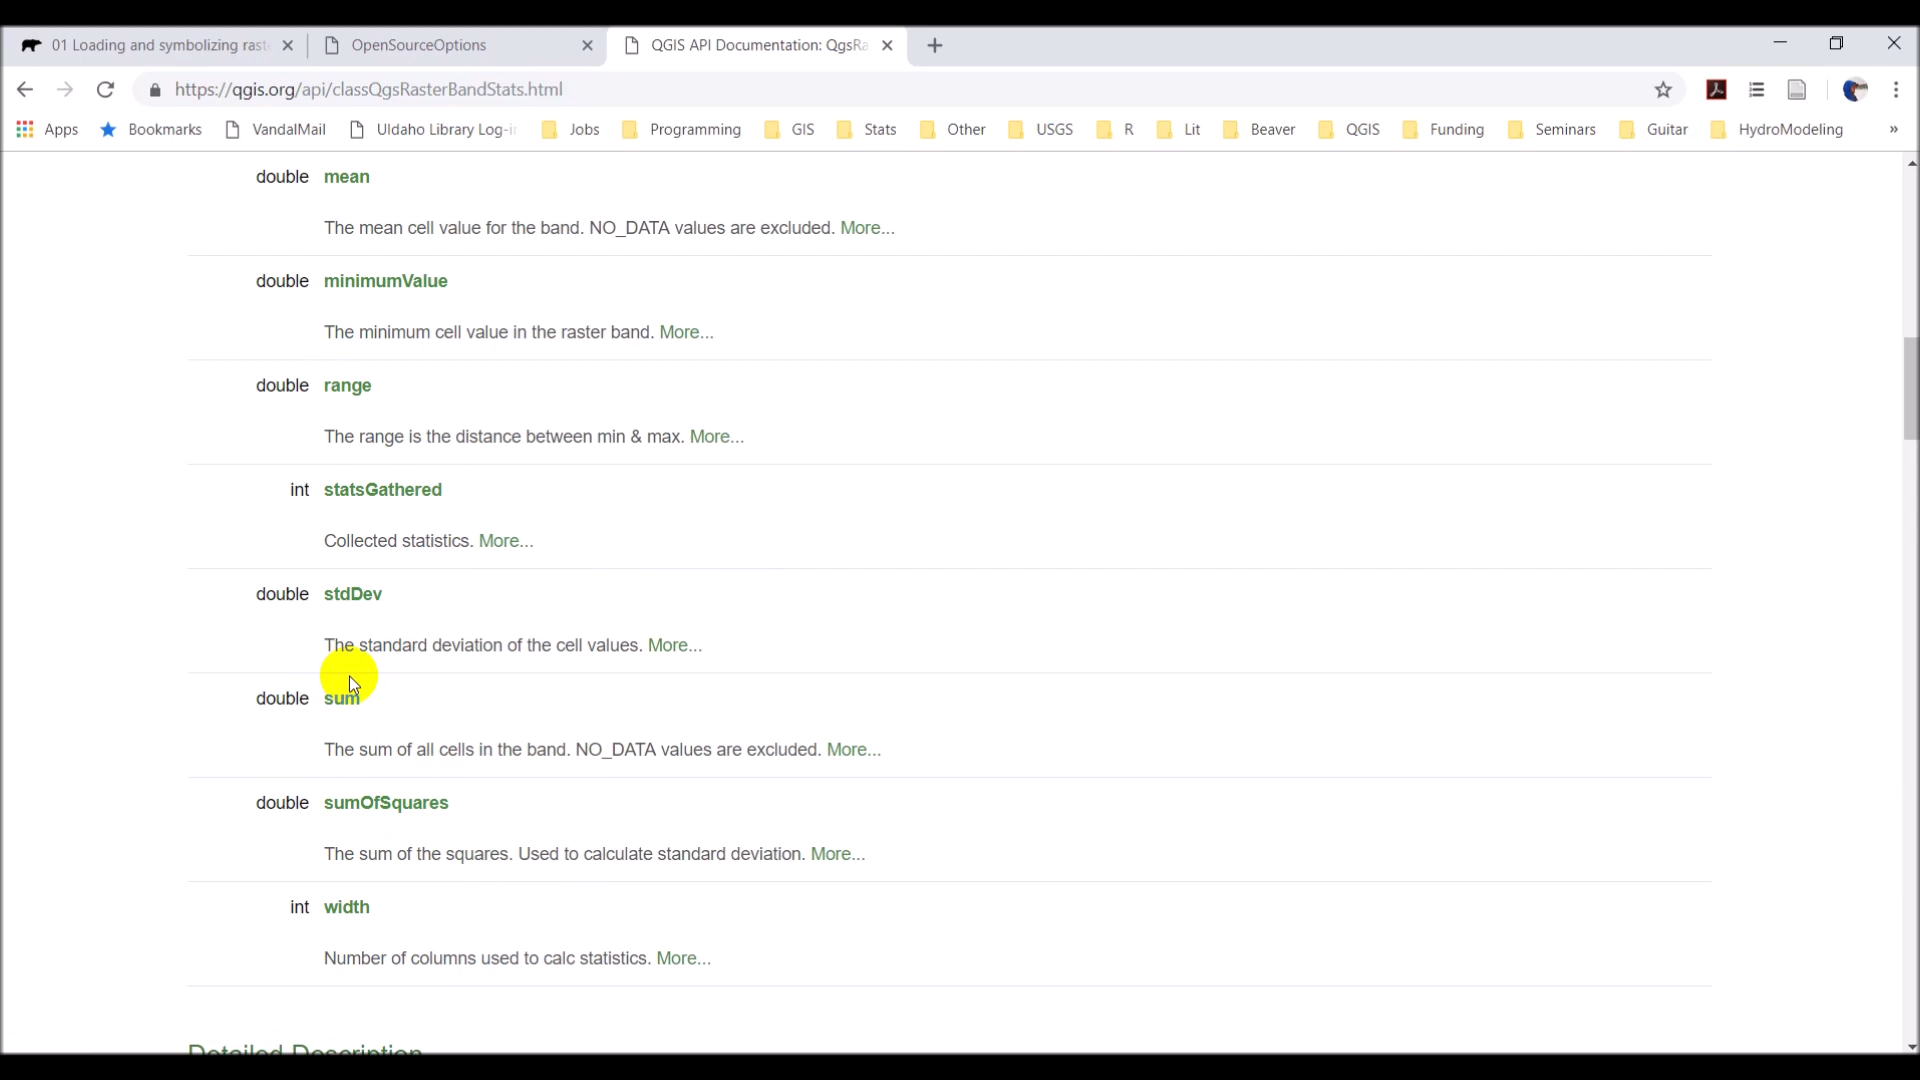 01 Loading and symbolizing rast
OpenSourceOptions
QGIS API Documentation: QgsRa
https://qgis.org/api/classQgsRasterBandStats.html
Apps
Bookmarks
VandalMail
UIdaho Library Log-i
Jobs
Programming
GIS
Stats
Other
USGS
R
Lit
Beaver
QGIS
Funding
Seminars
Guitar
HydroModeling
»
double mean
The mean cell value for the band. NO_DATA values are excluded. More...
double minimumValue
The minimum cell value in the raster band. More...
double range
The range is the distance between min & max. More...
int statsGathered
Collected statistics. More...
double stdDev
The standard deviation of the cell values. More...
double sum
The sum of all cells in the band. NO_DATA values are excluded. More...
double sumOfSquares
The sum of the squares. Used to calculate standard deviation. More...
int width
Number of columns used to calc statistics. More...
Detailed Description